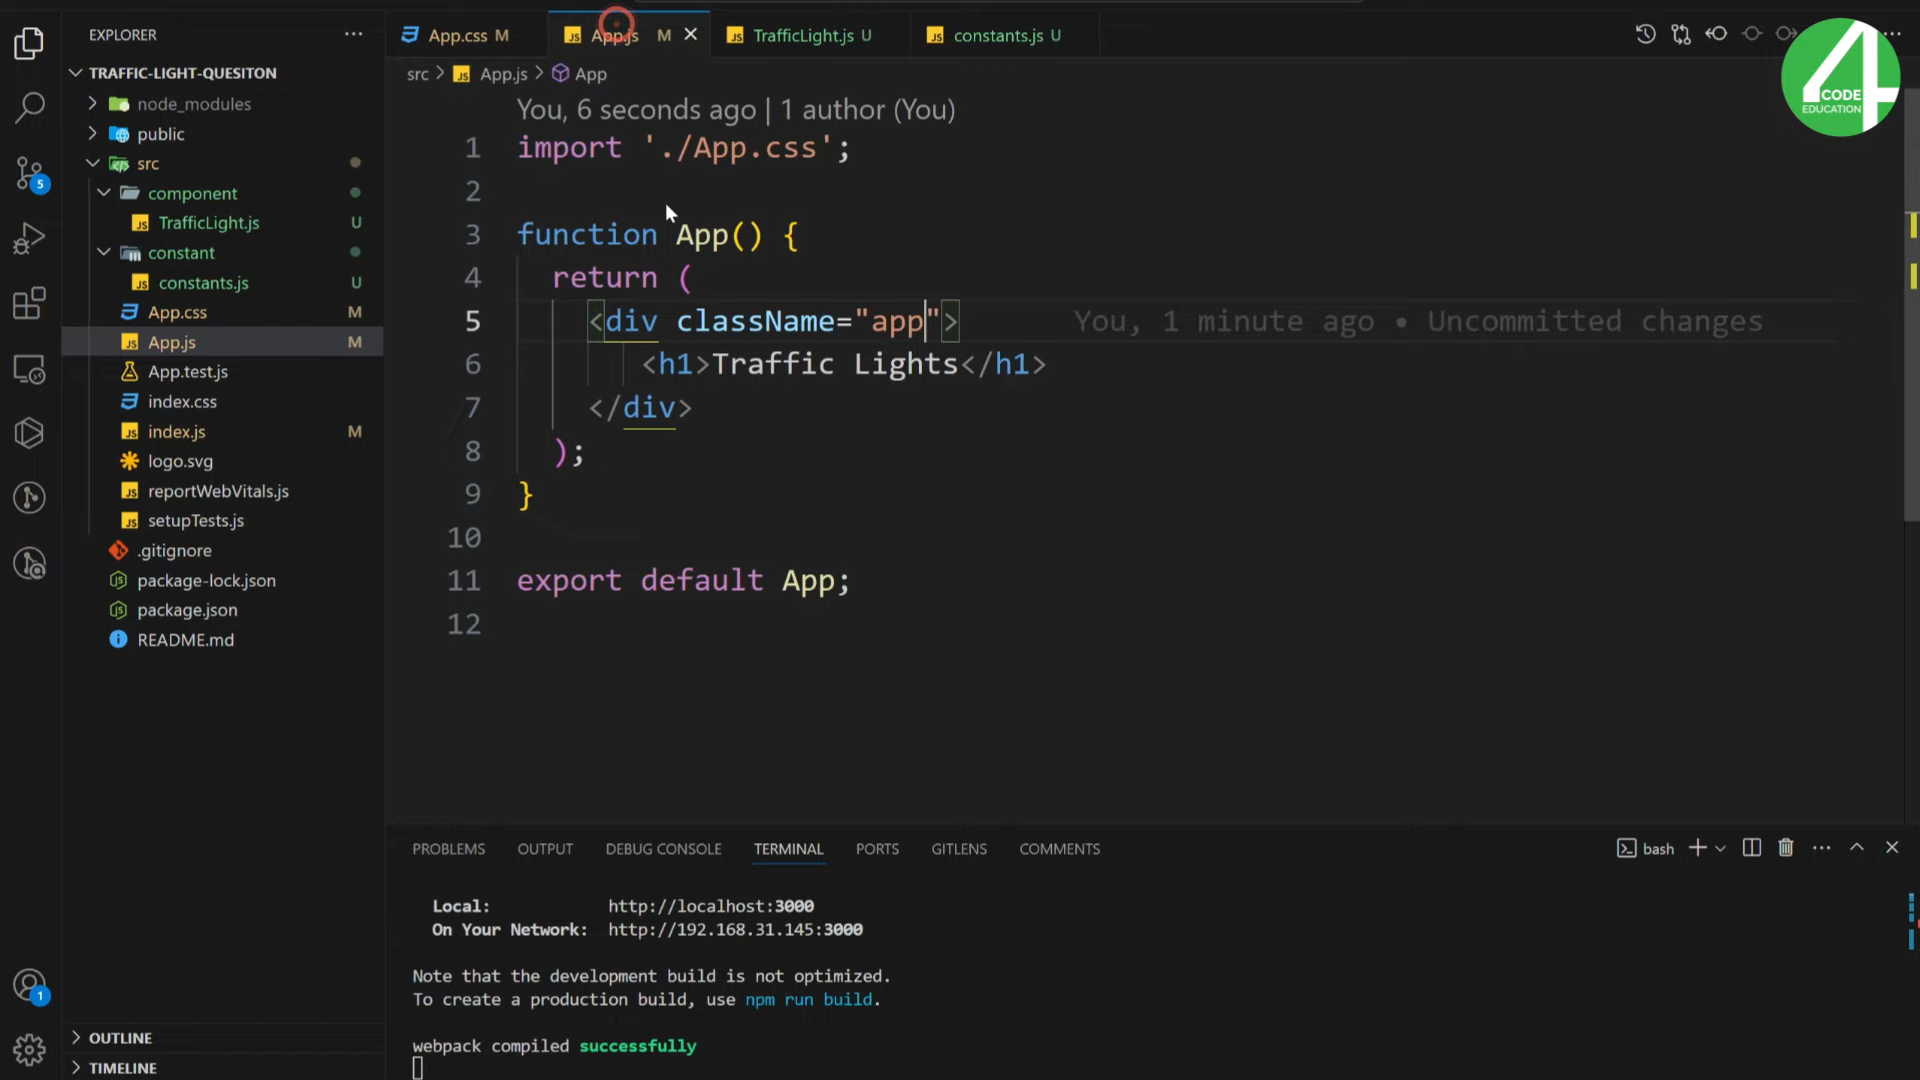 EXPLORER
TRAFFIC-LIGHT-QUESITON
node_modules
public
src
component
TrafficLight.js U
constant
constants.js U
App.css M
App.js M
App.test.js
index.css
index.js M
logo.svg
reportWebVitals.js
setupTests.js
.gitignore
package-lock.json
package.json
README.md
OUTLINE
TIMELINE
5
1
App.css M
App.js M
TrafficLight.js U
constants.js U
src > App.js > App
You, 6 seconds ago | 1 author (You)
1 import './App.css';
2
3 function App() {
4 return (
5 <div className="app"> You, 1 minute ago • Uncommitted changes
6 <h1>Traffic Lights</h1>
7 </div>
8 );
9 }
10
11 export default App;
12
4
CODE
EDUCATION
PROBLEMS OUTPUT DEBUG CONSOLE TERMINAL PORTS GITLENS COMMENTS
bash
Local: http://localhost:3000
On Your Network: http://192.168.31.145:3000
Note that the development build is not optimized.
To create a production build, use npm run build.
webpack compiled successfully